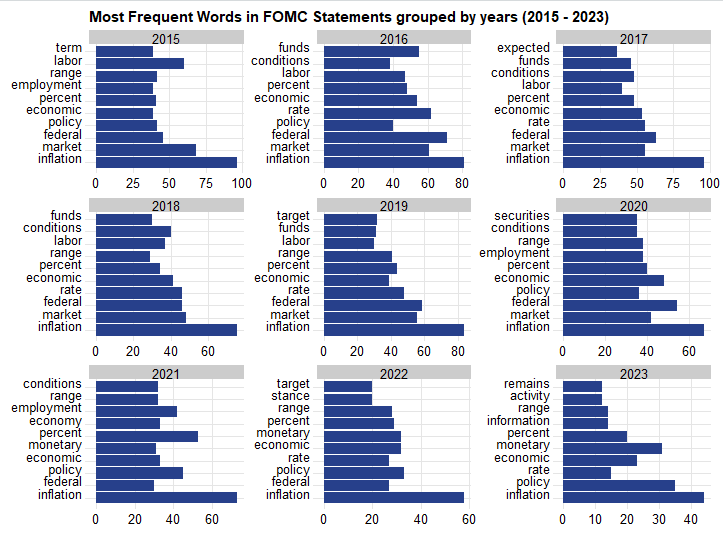 Most Frequent Words in FOMC Statements grouped by years (2015 - 2023)
2015
term
labor
range
employment
percent
economic
policy
federal
market
inflation
0 25 50 75 100
2016
funds
conditions
labor
percent
economic
rate
policy
federal
market
inflation
0 20 40 60 80
2017
expected
funds
conditions
labor
percent
economic
rate
federal
market
inflation
0 25 50 75 100
2018
funds
conditions
labor
range
percent
economic
rate
federal
market
inflation
0 20 40 60
2019
target
funds
labor
range
percent
economic
rate
federal
market
inflation
0 20 40 60 80
2020
securities
conditions
range
employment
percent
economic
policy
federal
market
inflation
0 20 40 60
2021
conditions
range
employment
economy
percent
monetary
economic
policy
federal
inflation
0 20 40 60
2022
target
stance
range
percent
monetary
economic
rate
policy
federal
inflation
0 20 40 60
2023
remains
activity
range
information
percent
monetary
economic
rate
policy
inflation
0 10 20 30 40